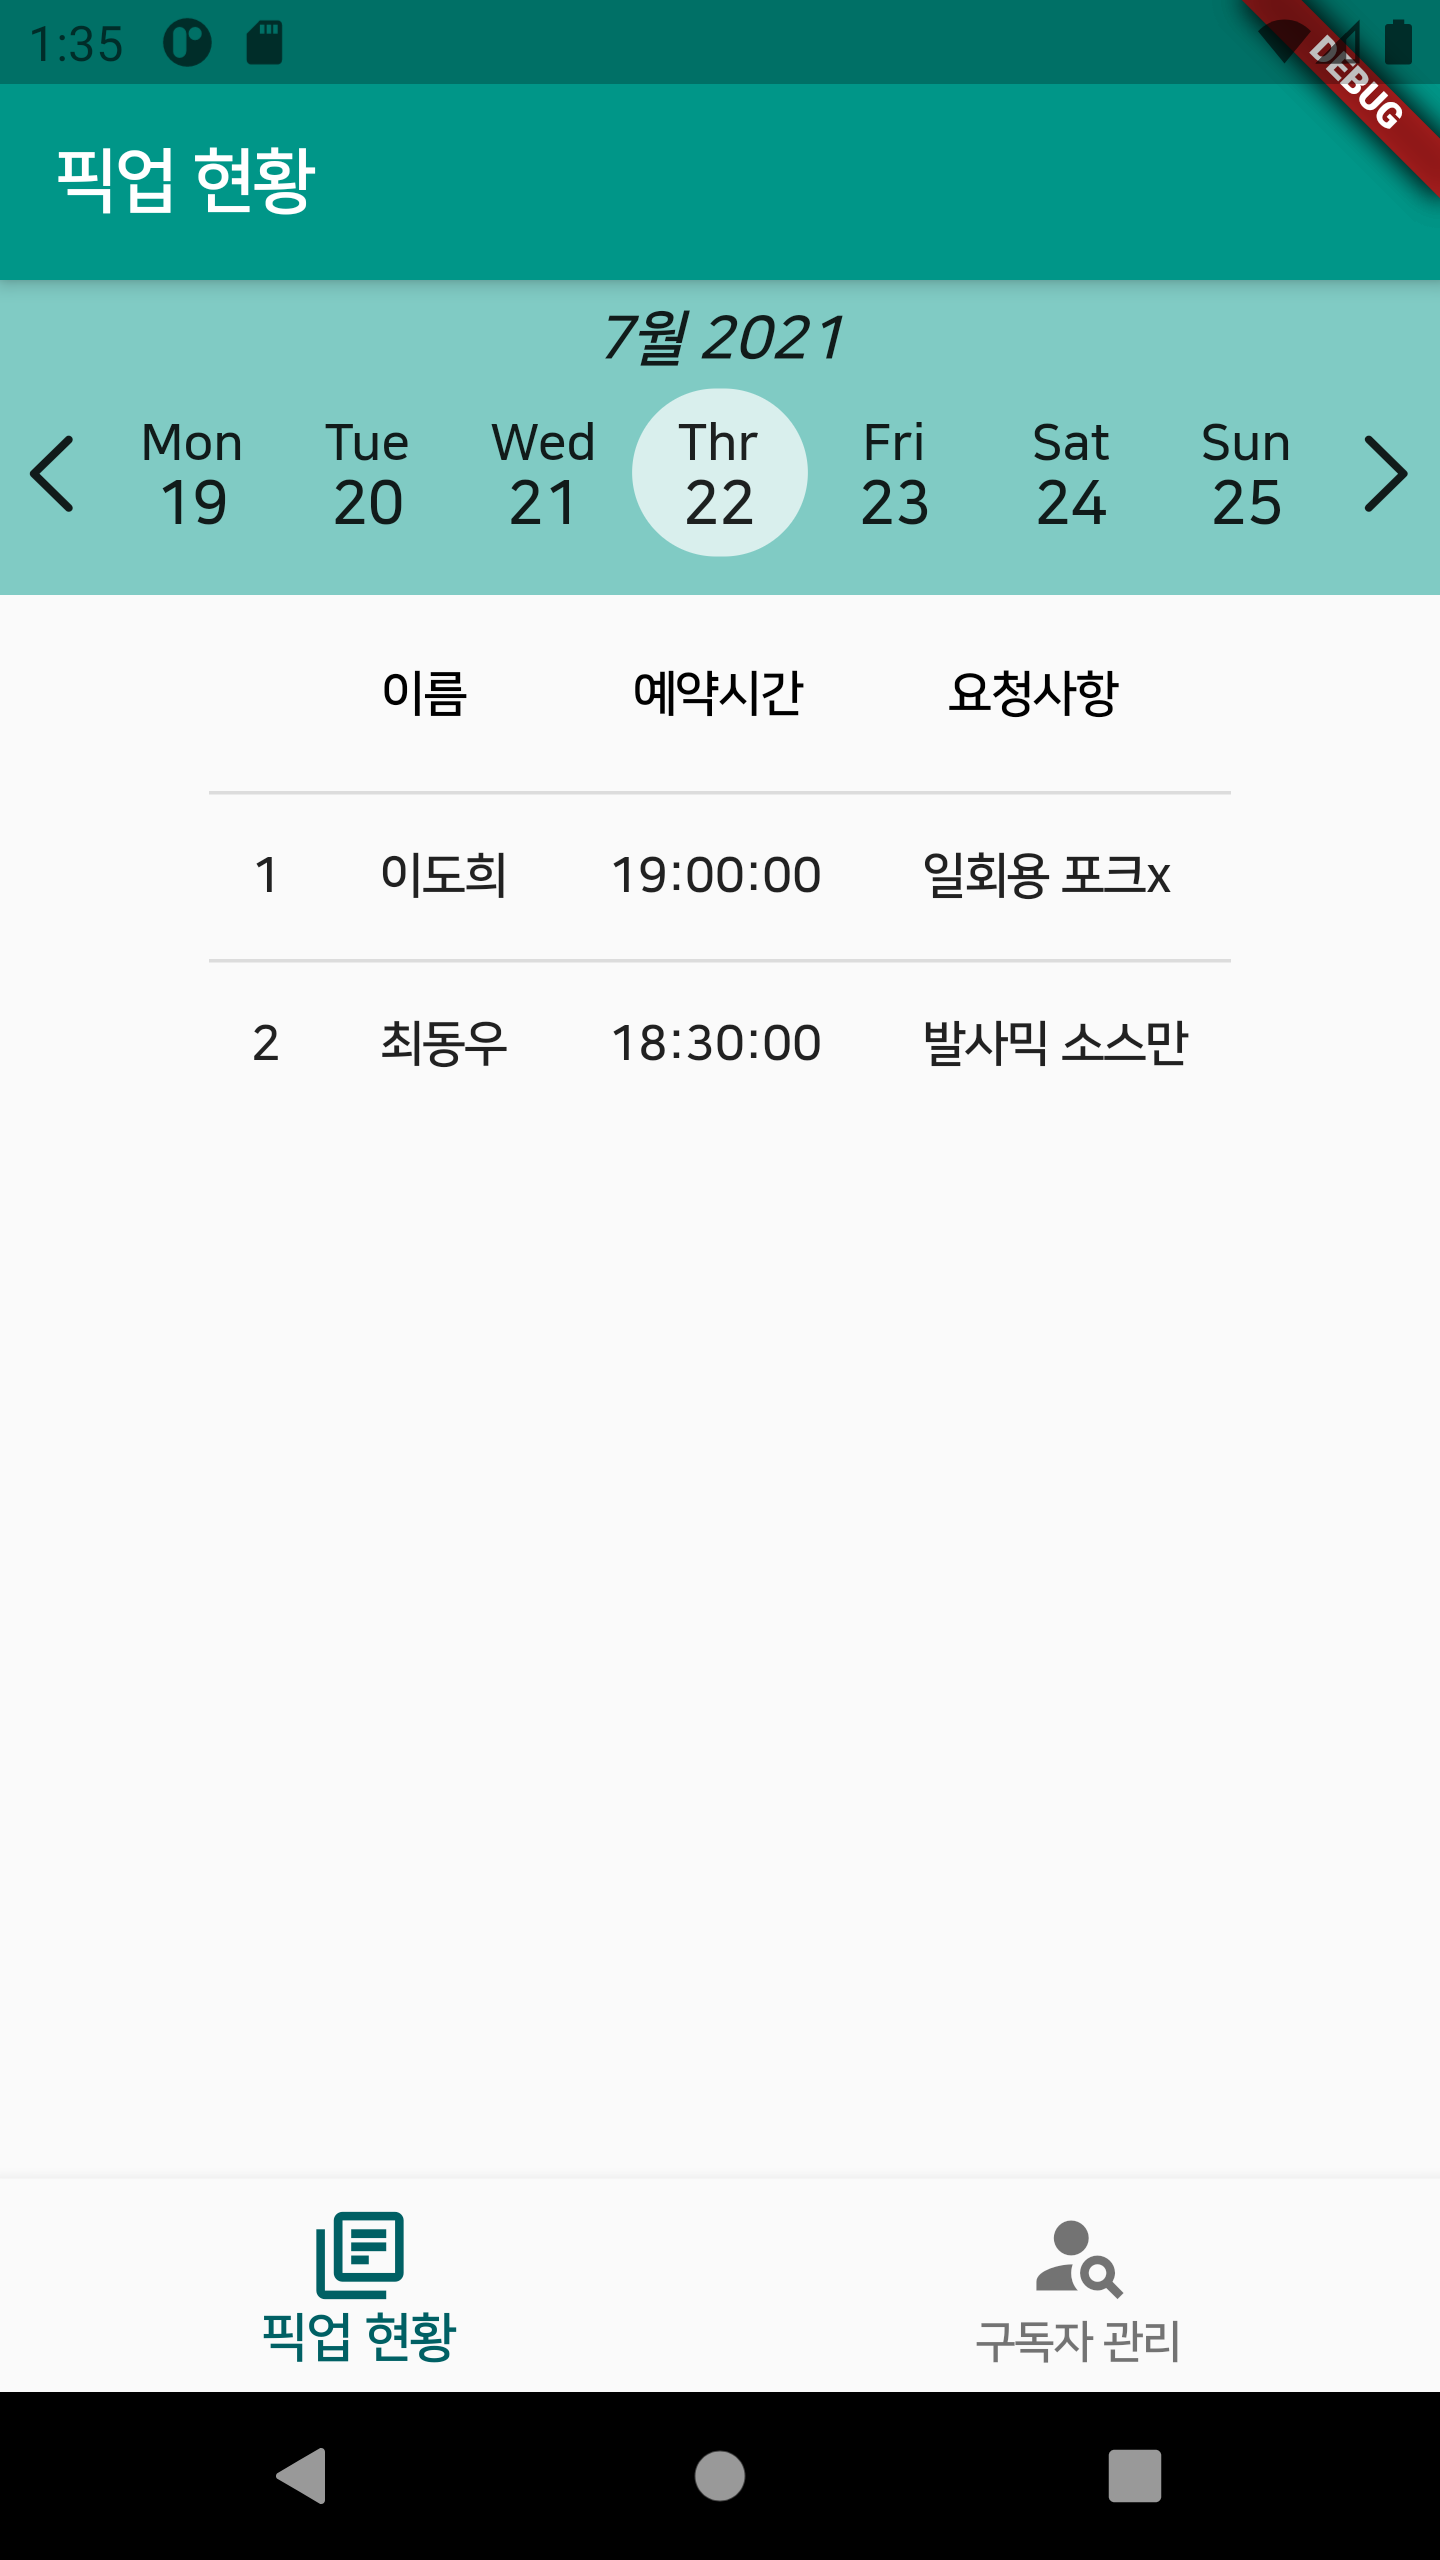 1:35
DEBUG
픽업 현황
7월 2021
Mon Tue Wed Thr Fri Sat Sun
19 20 21 22 23 24 25
이름 예약시간 요청사항
1 이도희 19:00:00 일회용 포크x
2 최동우 18:30:00 발사믹 소스만
픽업 현황 구독자 관리